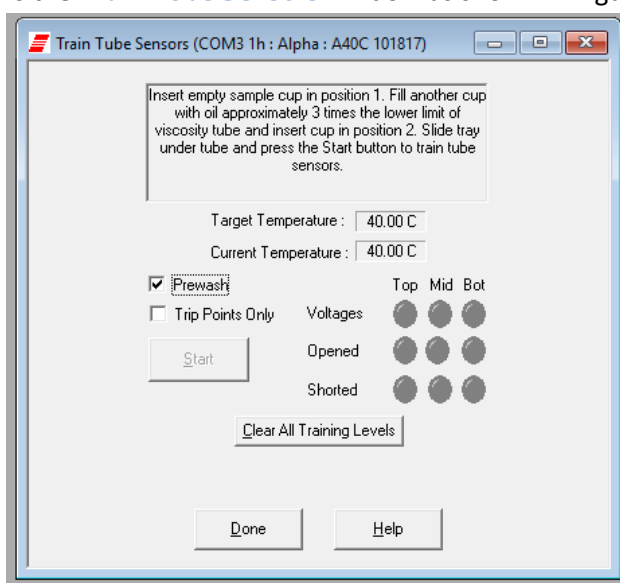 Train Tube Sensors (COM3 1h : Alpha : A40C 101817)
Insert empty sample cup in position 1. Fill another cup
with oil approximately 3 times the lower limit of
viscosity tube and insert cup in position 2. Slide tray
under tube and press the Start button to train tube
sensors.
Target Temperature : 40.00 C
Current Temperature : 40.00 C
Prewash Top Mid Bot
Trip Points Only Voltages
Start Opened
Shorted
Clear All Training Levels
Done Help